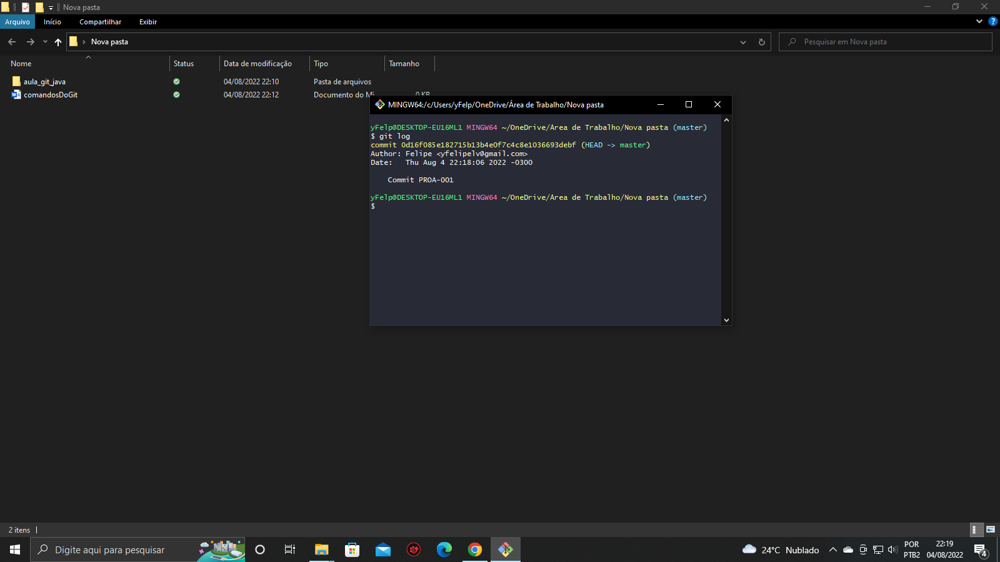 Nova pasta
Arquivo Início Compartilhar Exibir
Nova pasta
Pesquisar em Nova pasta
Nome Status Data de modificação Tipo Tamanho
aula_git_java 04/08/2022 22:10 Pasta de arquivos
comandosDoGit 04/08/2022 22:12 Documento do Mi 0 KB
MINGW64:/c/Users/yFelp/OneDrive/Área de Trabalho/Nova pasta
yFelp@DESKTOP-EU16ML1 MINGW64 ~/OneDrive/Área de Trabalho/Nova pasta (master)
$ git log
commit 0d16f085e182715b13b4e0f7c4c8e1036693debf (HEAD -> master)
Author: Felipe <yfelipelv@gmail.com>
Date: Thu Aug 4 22:18:06 2022 -0300
Commit PROA-001
yFelp@DESKTOP-EU16ML1 MINGW64 ~/OneDrive/Área de Trabalho/Nova pasta (master)
$
2 itens
Digite aqui para pesquisar
24°C Nublado
POR
PTB2
22:19
04/08/2022
4